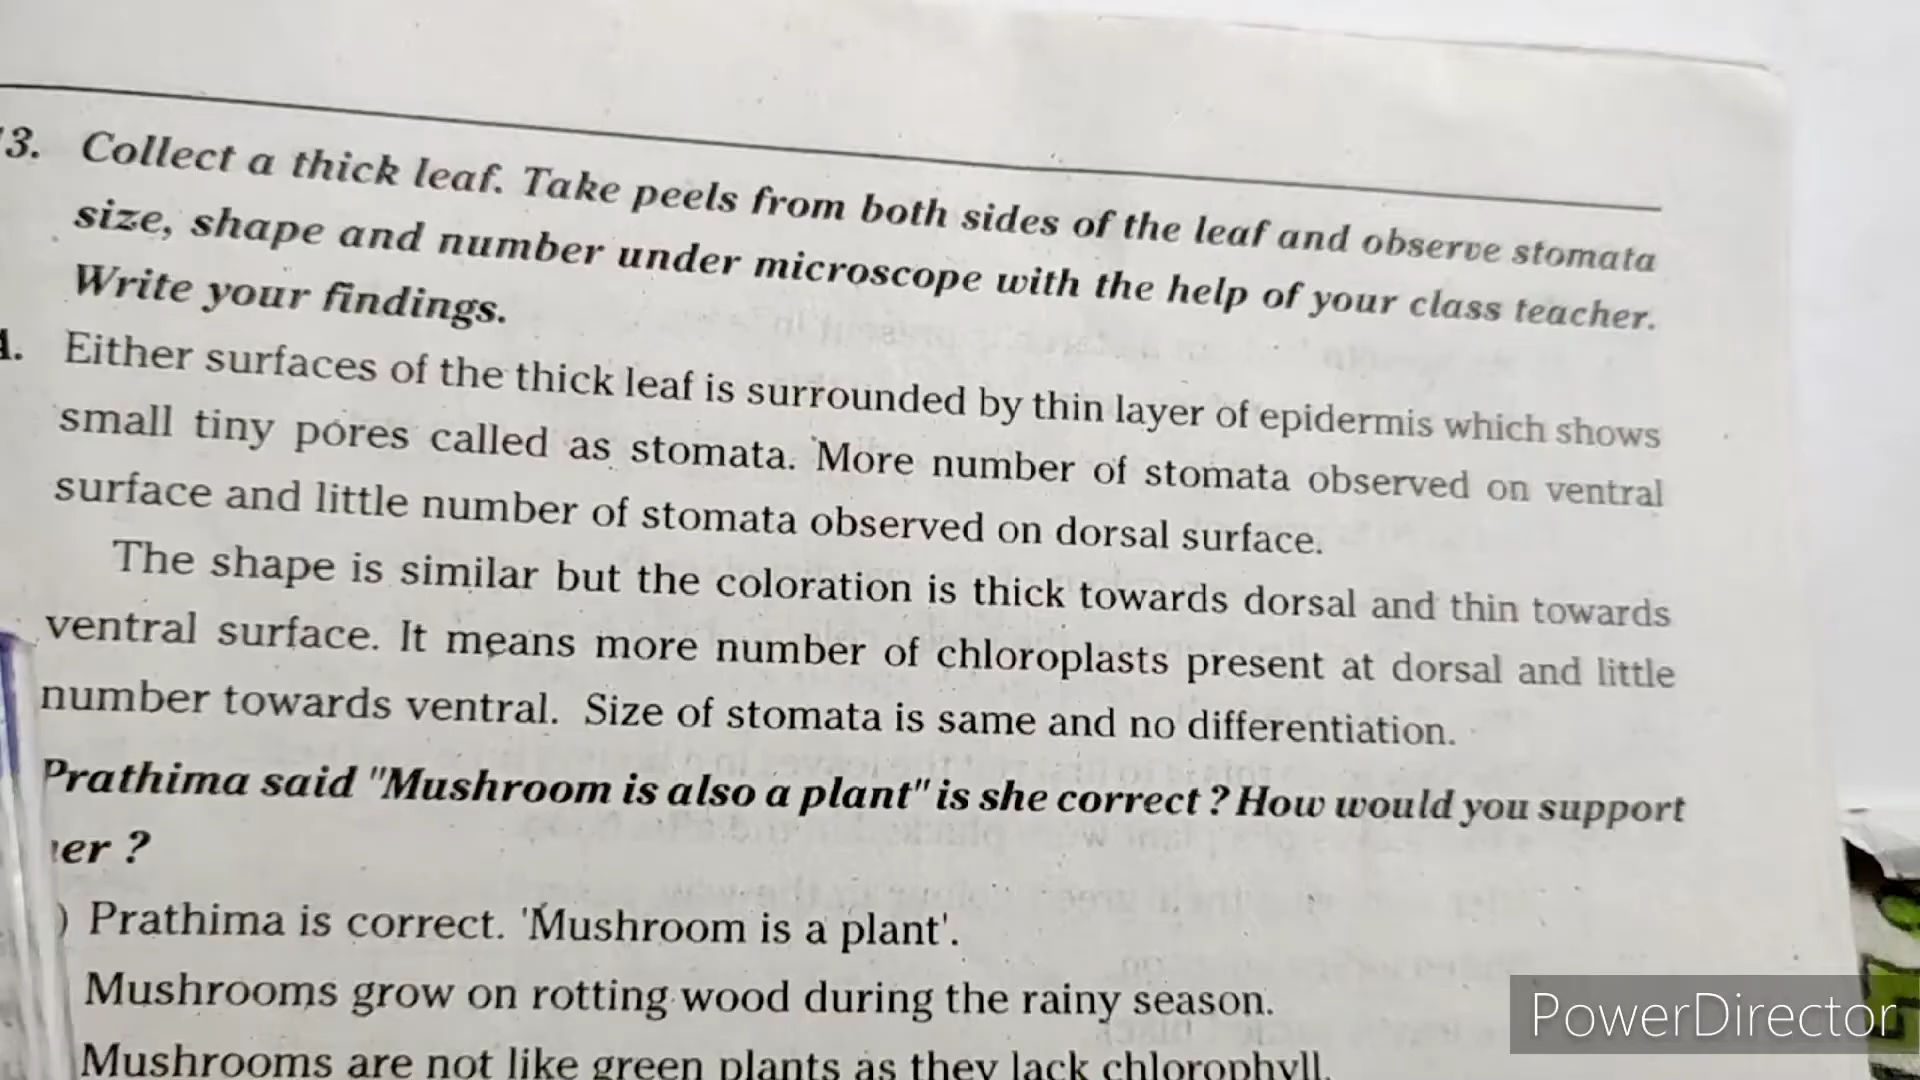 13. Collect a thick leaf. Take peels from both sides of the leaf and observe stomata
size, shape and number under microscope with the help of your class teacher.
Write your findings.
A. Either surfaces of the thick leaf is surrounded by thin layer of epidermis which shows
small tiny pores called as stomata. More number of stomata observed on ventral
surface and little number of stomata observed on dorsal surface.
The shape is similar but the coloration is thick towards dorsal and thin towards
ventral surface. It means more number of chloroplasts present at dorsal and little
number towards ventral. Size of stomata is same and no differentiation.
Prathima said "Mushroom is also a plant" is she correct ? How would you support
her ?
) Prathima is correct. 'Mushroom is a plant'.
Mushrooms grow on rotting wood during the rainy season.
Mushrooms are not like green plants as they lack chlorophyll.
PowerDirector